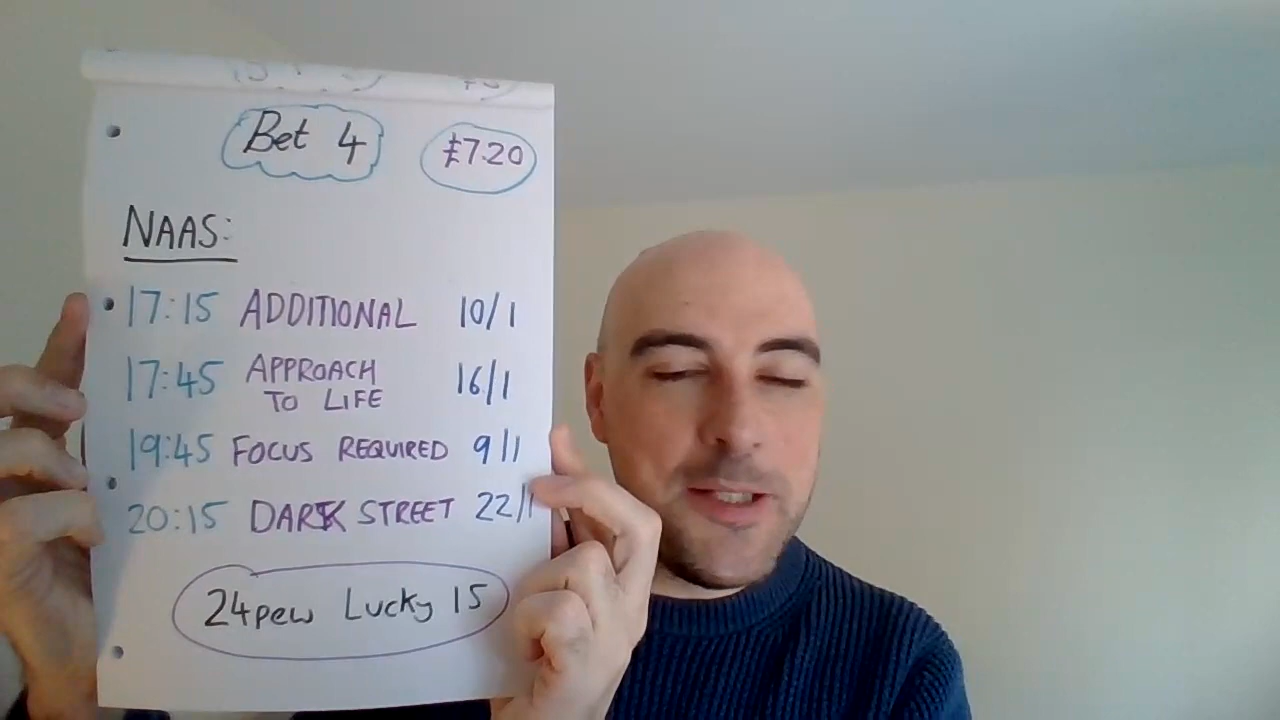 Bet 4 £7.20
NAAS:
17:15 ADDITIONAL 10/1
17:45 APPROACH TO LIFE 16/1
19:45 FOCUS REQUIRED 9/1
20:15 DARK STREET 22/1
24pew Lucky 15